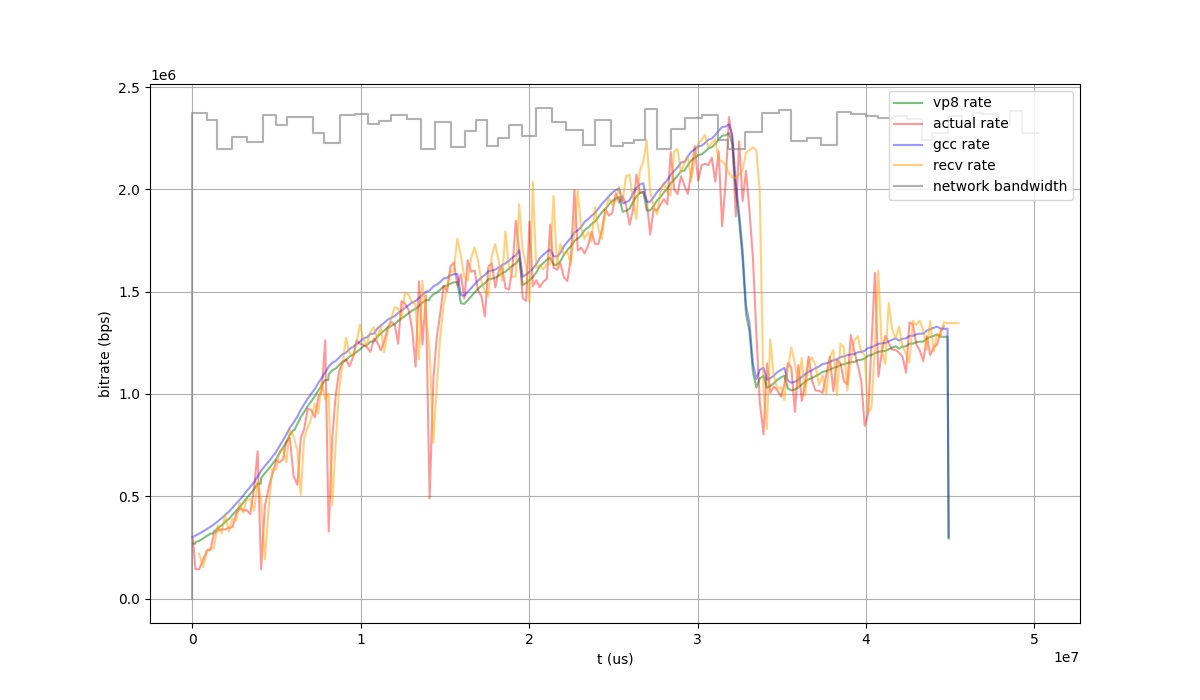 1e6
2.5
2.0
1.5
1.0
0.5
0.0
bitrate (bps)
vp8 rate
actual rate
gcc rate
recv rate
network bandwidth
0 1 2 3 4 5
t (us)
1e7